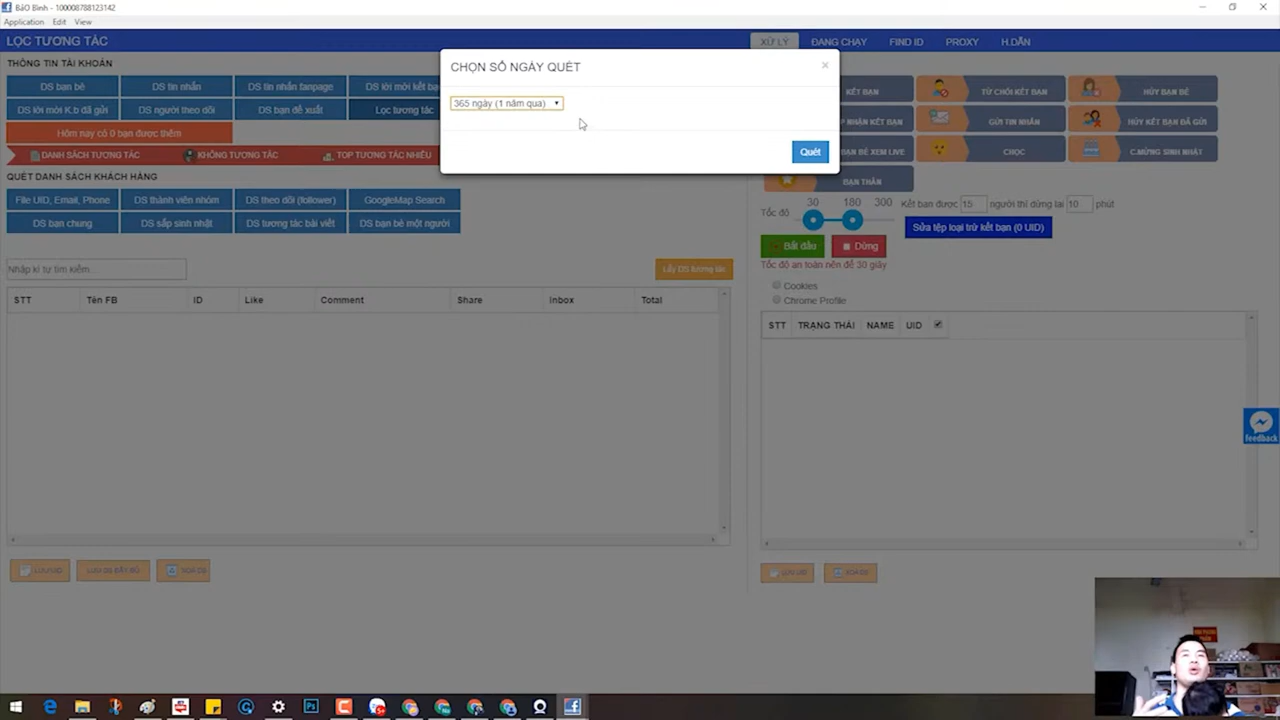 BẢO Bình - 100008788123142
Application Edit View
LỌC TƯƠNG TÁC
XỬ LÝ ĐANG CHẠY FIND ID PROXY H.DẪN
CHỌN SỐ NGÀY QUÉT
×
365 ngày (1 năm qua)
Quét
THÔNG TIN TÀI KHOẢN
DS bạn bè DS tin nhắn DS tin nhắn fanpage DS lời mời kết bạ
DS lời mời K.b đã gửi DS người theo dõi DS bạn đề xuất Lọc tương tác
Hôm nay có 0 bạn được thêm
DANH SÁCH TƯƠNG TÁC KHÔNG TƯƠNG TÁC TOP TƯƠNG TÁC NHIỀU
QUÉT DANH SÁCH KHÁCH HÀNG
File UID, Email, Phone DS thành viên nhóm DS theo dõi (follower) GoogleMap Search
DS bạn chung DS sắp sinh nhật DS tương tác bài viết DS bạn bè một người
Nhập kí tự tìm kiếm...
Lấy DS tương tác
STT Tên FB ID Like Comment Share Inbox Total
KẾT BẠN TỪ CHỐI KẾT BẠN HỦY BẠN BÈ
P NHẬN KẾT BẠN GỬI TIN NHẮN HỦY KẾT BẠN ĐÃ GỬI
BẠN BÈ XEM LIVE CHỌC C.MỪNG SINH NHẬT
BẠN THÂN
30 180 300
Tốc độ
Kết bạn được 15 người thì dừng lại 10 phút
Sửa tệp loại trừ kết bạn (0 UID)
Bắt đầu Dừng
Tốc độ an toàn nên để 30 giây
Cookies
Chrome Profile
STT TRẠNG THÁI NAME UID
feedback